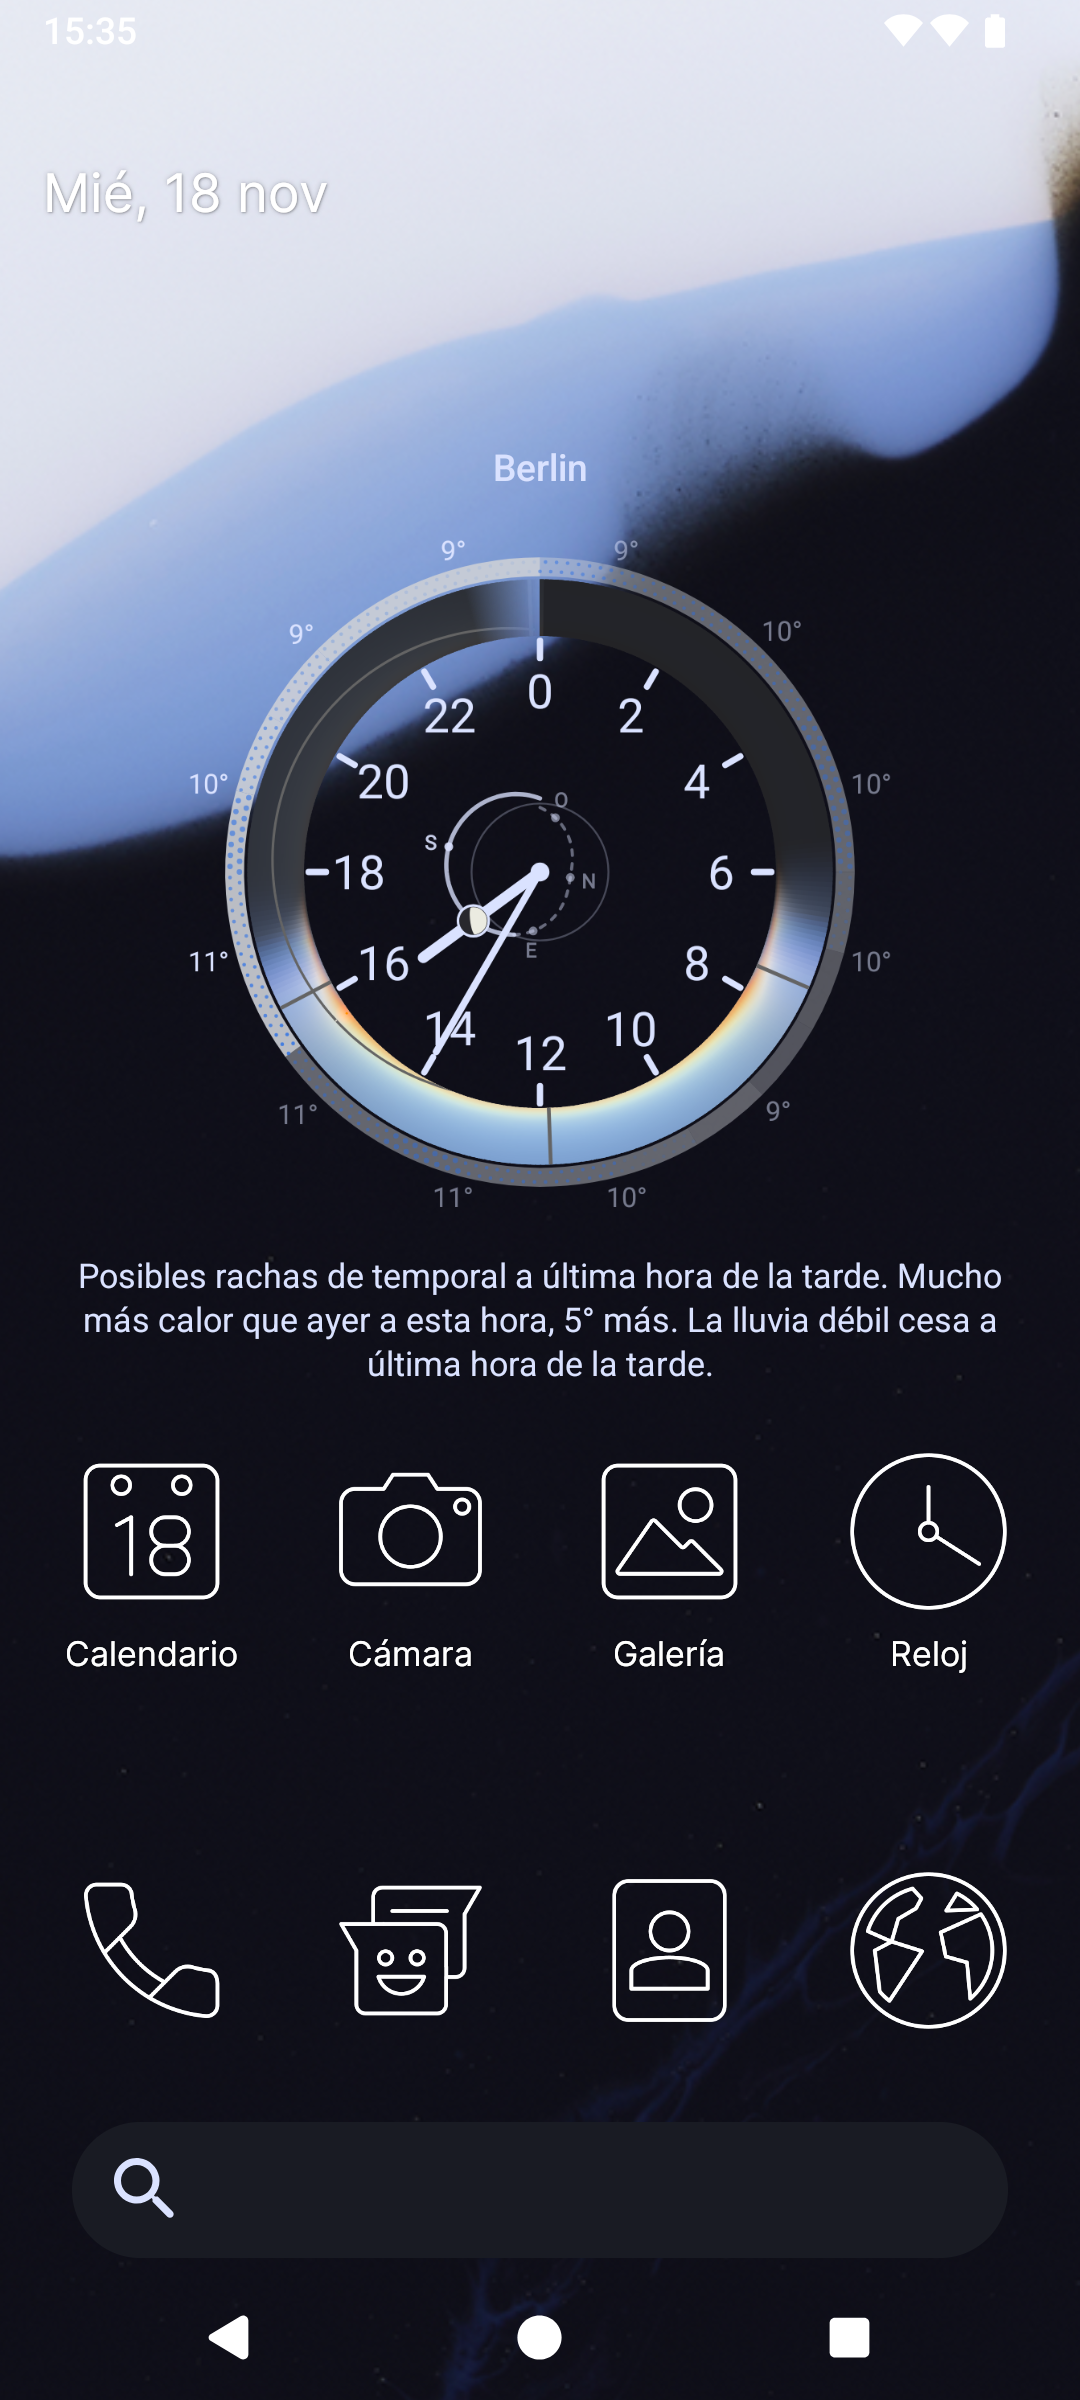 15:35
Mié, 18 nov
Berlin
9° 9°
9° 10°
0
22 2
20 4
10° 10°
O
S
18 6
N
E
11° 16 8 10°
14 10
12
11° 9°
11° 10°
Posibles rachas de temporal a última hora de la tarde. Mucho
más calor que ayer a esta hora, 5° más. La lluvia débil cesa a
última hora de la tarde.
18
Calendario Cámara Galería Reloj